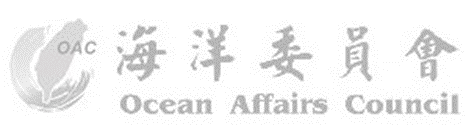 OAC
海洋委員會
Ocean Affairs Council